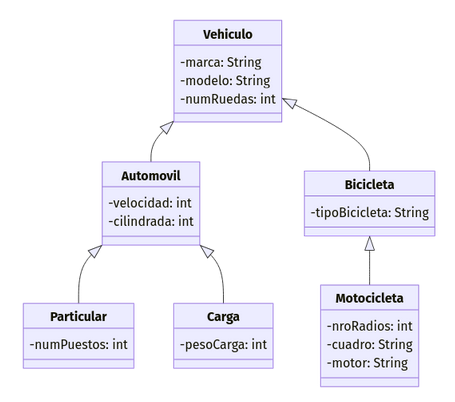 Vehiculo
-marca: String
-modelo: String
-numRuedas: int
Automovil
-velocidad: int
-cilindrada: int
Bicicleta
-tipoBicicleta: String
Particular
-numPuestos: int
Carga
-pesoCarga: int
Motocicleta
-nroRadios: int
-cuadro: String
-motor: String